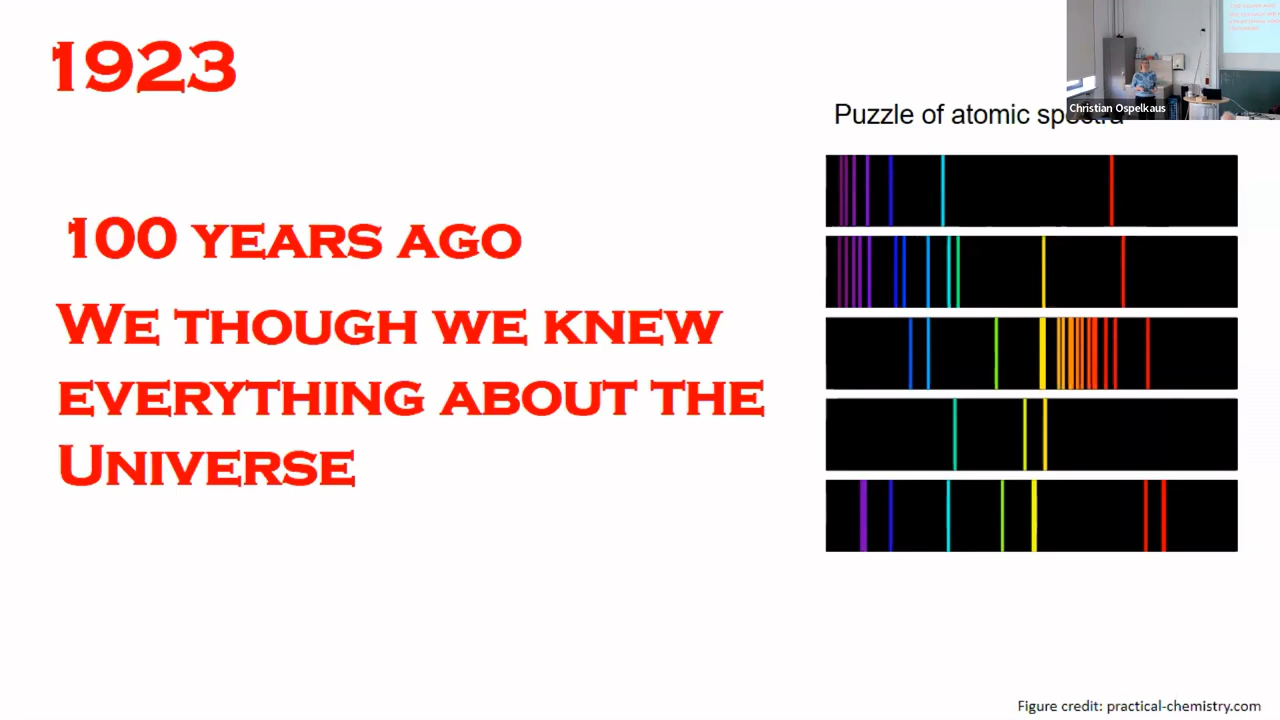 1923
Christian Ospelkaus
Puzzle of atomic spectra
100 YEARS AGO
WE THOUGH WE KNEW
EVERYTHING ABOUT THE
UNIVERSE
Figure credit: practical-chemistry.com